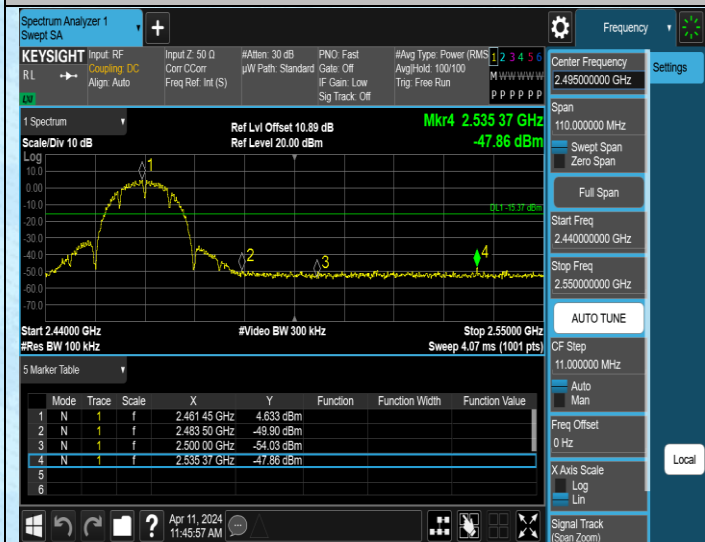 Spectrum Analyzer 1
Swept SA
+
Frequency
KEYSIGHT
RL
Input: RF
Coupling: DC
Align: Auto
Input Z: 50 Ω
Corr CCorr
Freq Ref: Int (S)
#Atten: 30 dB
µW Path: Standard
PNO: Fast
Gate: Off
IF Gain: Low
Sig Track: Off
#Avg Type: Power (RMS
Avg|Hold: 100/100
Trig: Free Run
1 2 3 4 5 6
M W W W W W
P P P P P P
LXI
1 Spectrum
Scale/Div 10 dB
Ref Lvl Offset 10.89 dB
Ref Level 20.00 dBm
Mkr4 2.535 37 GHz
-47.86 dBm
Log
10.0
0.00
-10.0
-20.0
-30.0
-40.0
-50.0
-60.0
-70.0
1
2
3
4
DL1 -15.37 dBm
Start 2.44000 GHz
#Res BW 100 kHz
#Video BW 300 kHz
Stop 2.55000 GHz
Sweep 4.07 ms (1001 pts)
5 Marker Table
Mode Trace Scale X Y Function Function Width Function Value
1 N 1 f 2.461 45 GHz 4.633 dBm
2 N 1 f 2.483 50 GHz -49.90 dBm
3 N 1 f 2.500 00 GHz -54.03 dBm
4 N 1 f 2.535 37 GHz -47.86 dBm
5
6
?
Apr 11, 2024
11:45:57 AM
Center Frequency
2.495000000 GHz
Span
110.000000 MHz
Swept Span
Zero Span
Full Span
Start Freq
2.440000000 GHz
Stop Freq
2.550000000 GHz
AUTO TUNE
CF Step
11.000000 MHz
Auto
Man
Freq Offset
0 Hz
X Axis Scale
Log
Lin
Signal Track
(Span Zoom)
Settings
Local